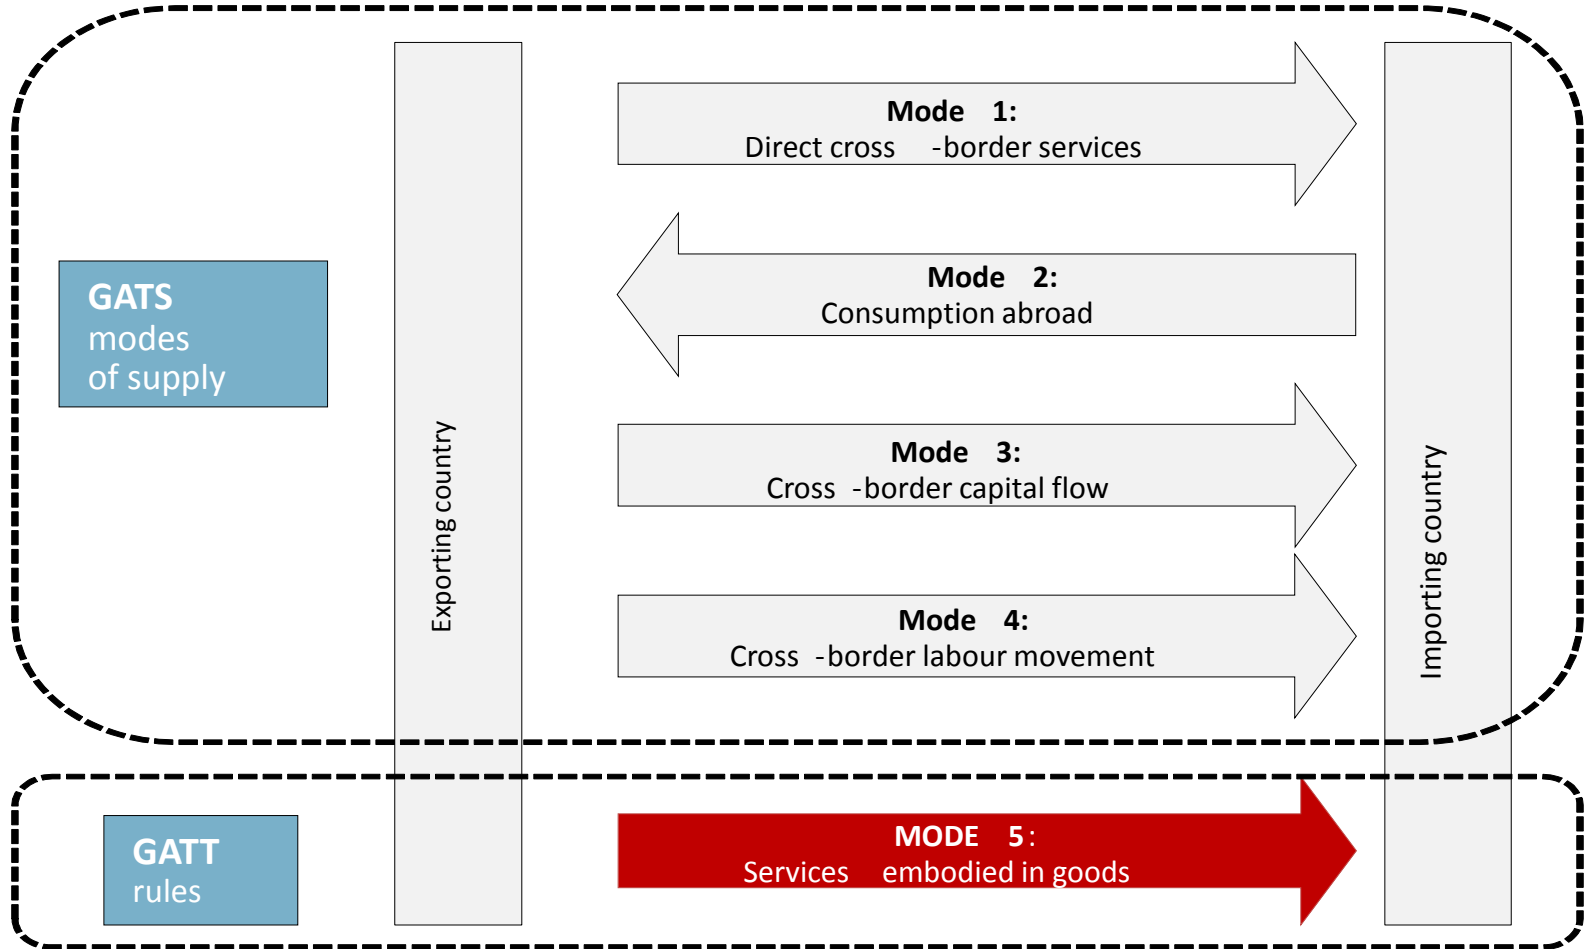 Mode 1:
Direct cross -border services
Mode 2:
Consumption abroad
GATS
modes
of supply
Mode 3:
Cross -border capital flow
Exporting country
Importing country
Mode 4:
Cross -border labour movement
GATT
rules
MODE 5:
Services embodied in goods